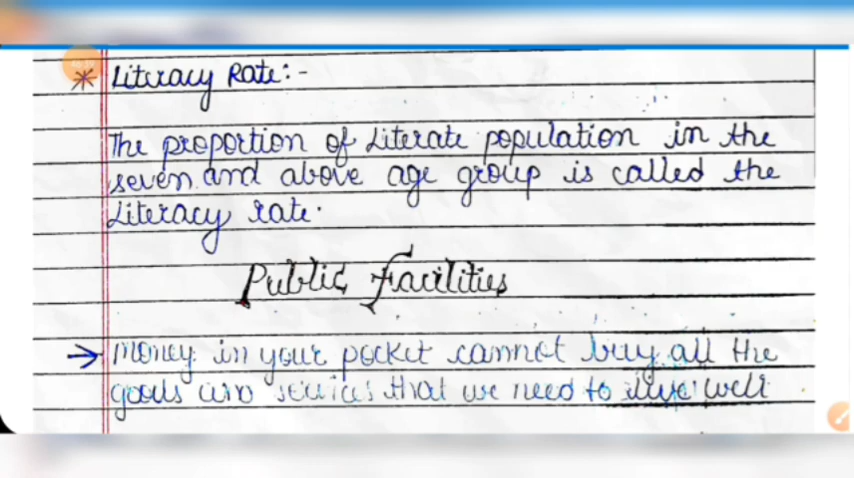 * Literacy Rate:-
The proportion of Literate population in the
seven and above age group is called the
Literacy rate.
Public Facilities
→ Money in your pocket cannot buy all the
goods and services that we need to live well